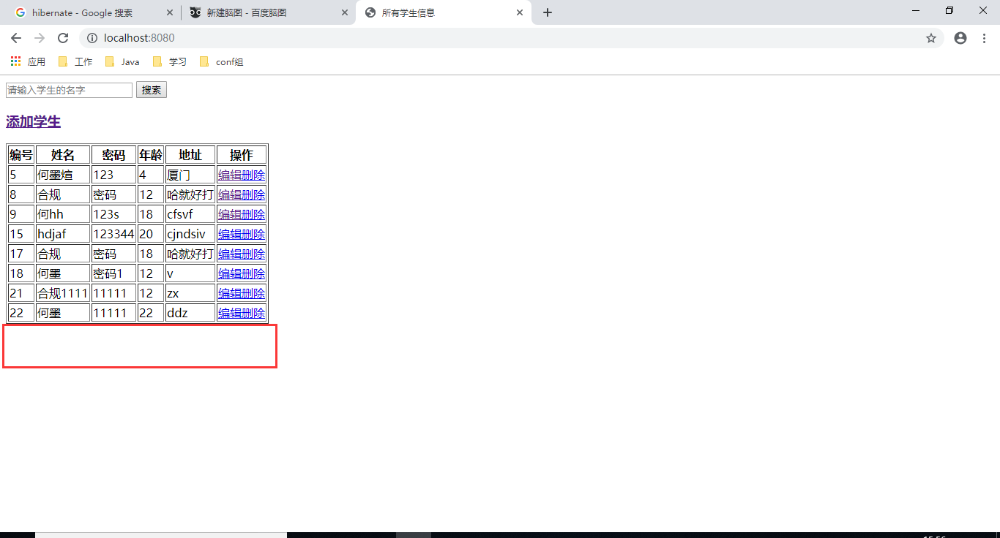 hibernate - Google 搜索
新建脑图 - 百度脑图
所有学生信息
localhost:8080
应用 工作 Java 学习 conf组
请输入学生的名字 搜索
添加学生
编号 姓名 密码 年龄 地址 操作
5 何墨煊 123 4 厦门 编辑删除
8 合规 密码 12 哈就好打 编辑删除
9 何hh 123s 18 cfsvf 编辑删除
15 hdjaf 123344 20 cjndsiv 编辑删除
17 合规 密码 18 哈就好打 编辑删除
18 何墨 密码1 12 v 编辑删除
21 合规1111 11111 12 zx 编辑删除
22 何墨 11111 22 ddz 编辑删除